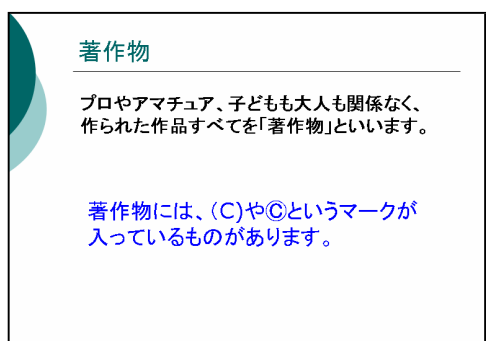 著作物
プロやアマチュア、子どもも大人も関係なく、
作られた作品すべてを「著作物」といいます。
著作物には、(C)や©というマークが
入っているものがあります。